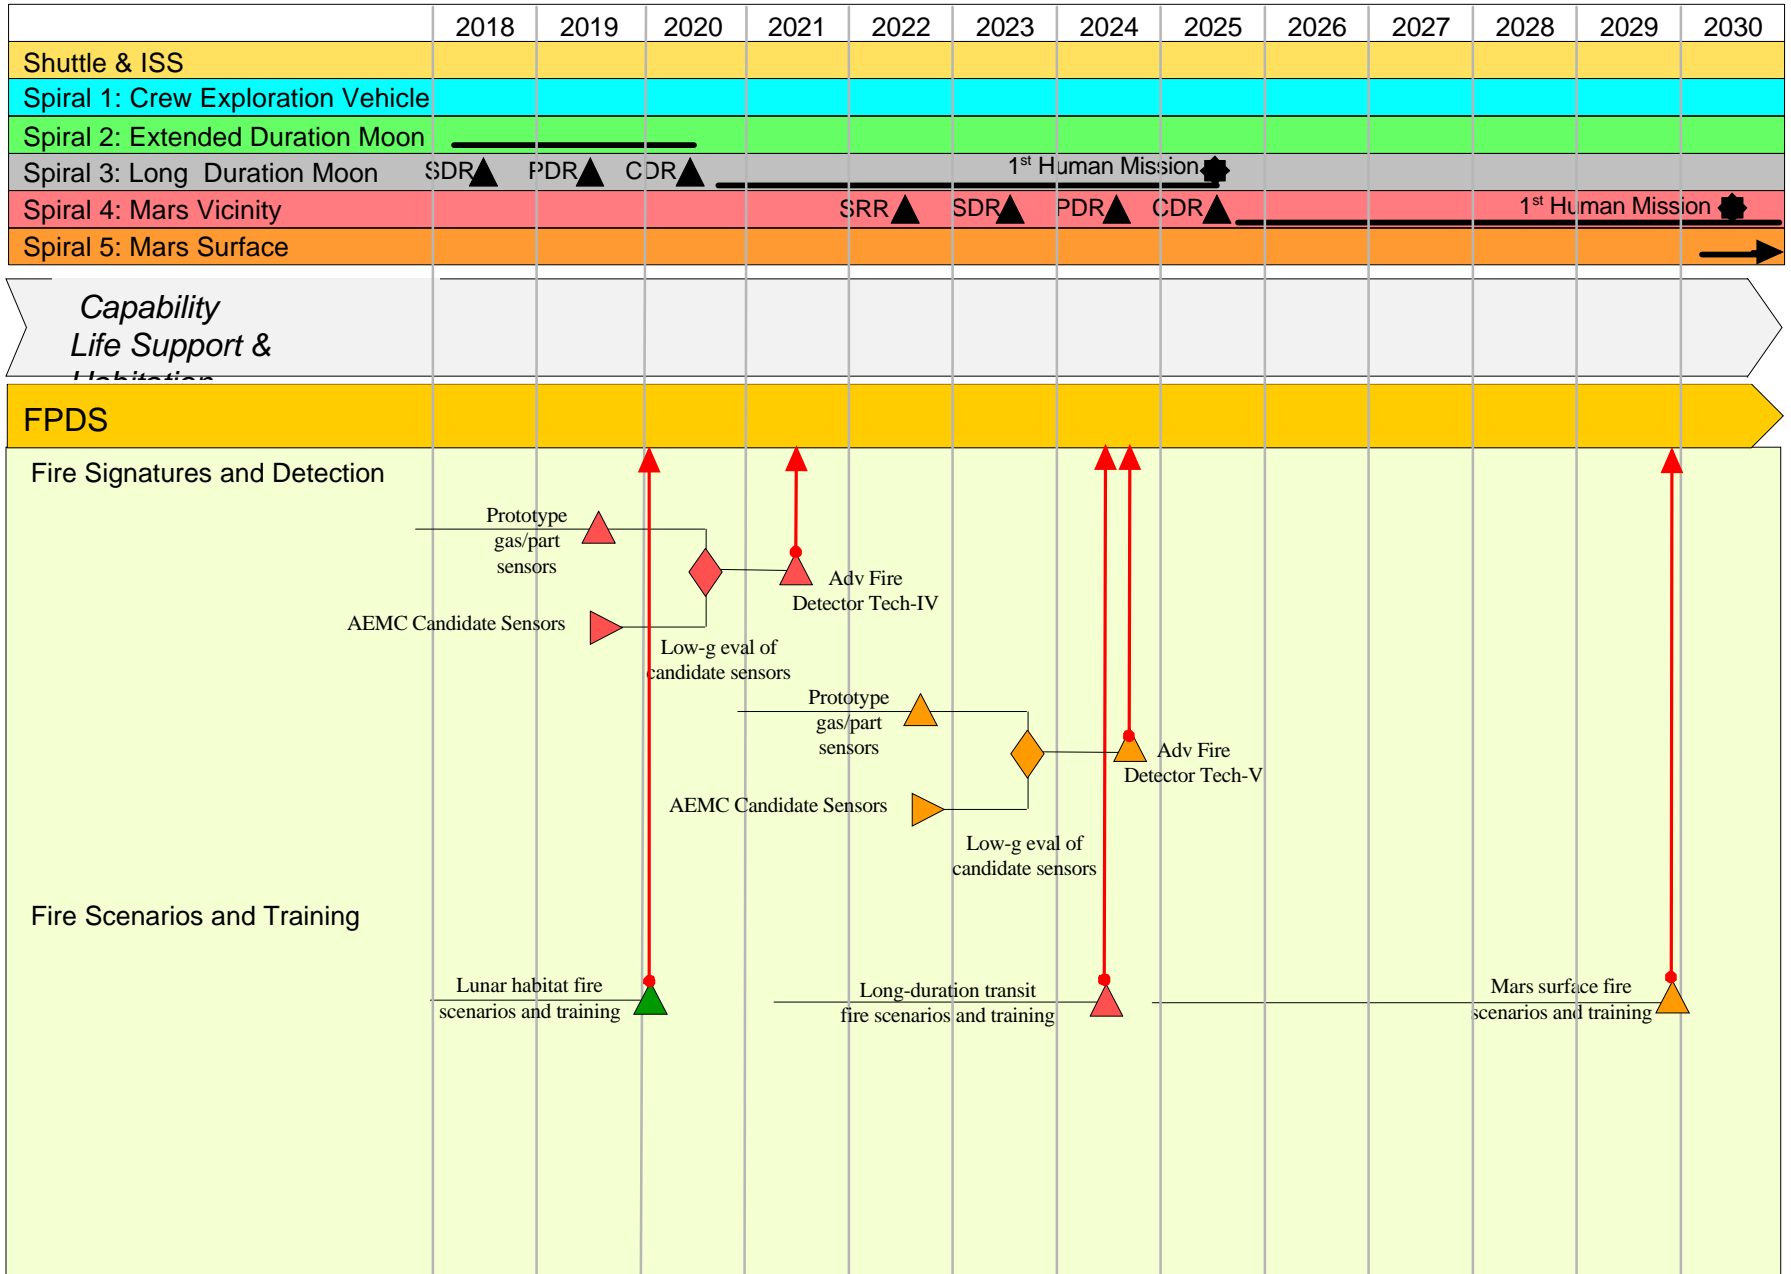 2018 2019 2020 2021 2022 2023 2024 2025 2026 2027 2028 2029 2030
Shuttle & ISS
Spiral 1: Crew Exploration Vehicle
Spiral 2: Extended Duration Moon
Spiral 3: Long Duration Moon SDR PDR CDR 1st Human Mission
Spiral 4: Mars Vicinity SRR SDR PDR CDR 1st Human Mission
Spiral 5: Mars Surface
Capability
Life Support &
Habitation
FPDS
Fire Signatures and Detection
Prototype
gas/part
sensors
Adv Fire
Detector Tech-IV
AEMC Candidate Sensors
Low-g eval of
candidate sensors
Prototype
gas/part
sensors
Adv Fire
Detector Tech-V
AEMC Candidate Sensors
Low-g eval of
candidate sensors
Fire Scenarios and Training
Lunar habitat fire
scenarios and training
Long-duration transit
fire scenarios and training
Mars surface fire
scenarios and training